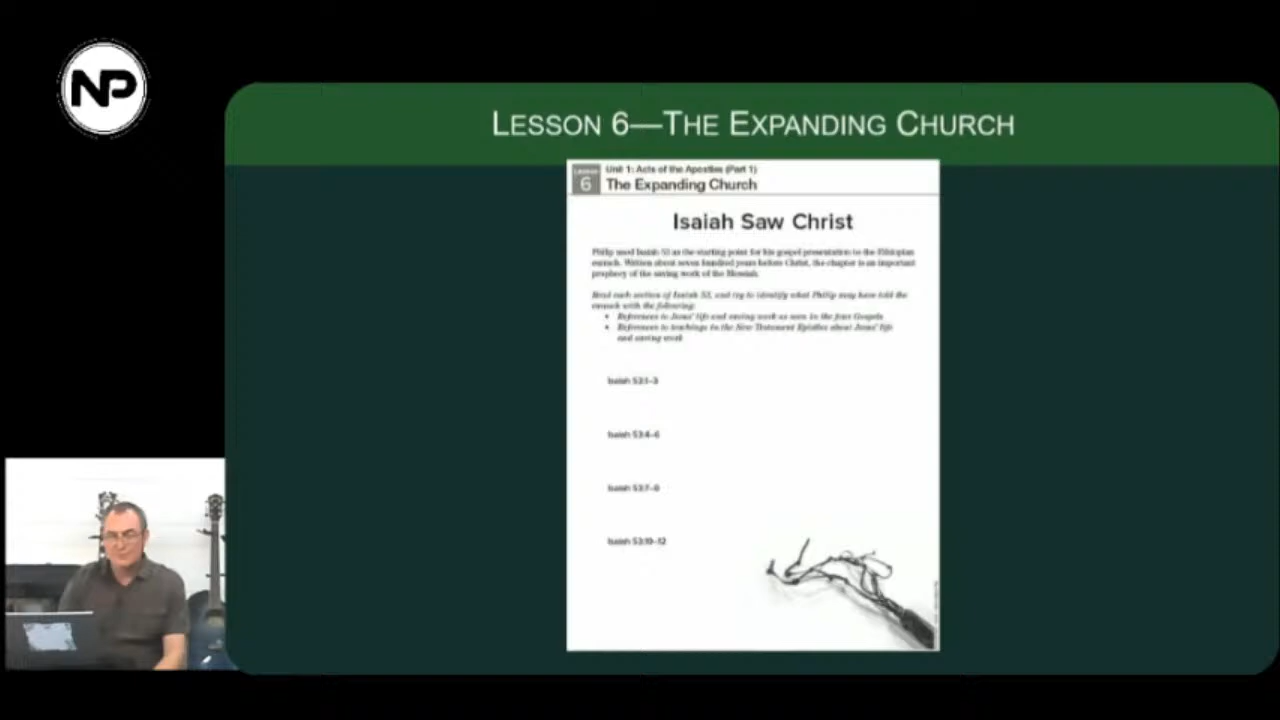 NP
LESSON 6—THE EXPANDING CHURCH
Lesson
6
Unit 1: Acts of the Apostles (Part 1)
The Expanding Church
Isaiah Saw Christ
Philip used Isaiah 53 as the starting point for his gospel presentation to the Ethiopian
eunuch. Written about seven hundred years before Christ, the chapter is an important
prophecy of the saving work of the Messiah.
Read each section of Isaiah 53, and try to identify what Philip may have told the
eunuch with the following:
• References to Jesus' life and saving work as seen in the four Gospels
• References to teachings in the New Testament Epistles about Jesus' life
and saving work
Isaiah 53:1–3
Isaiah 53:4–6
Isaiah 53:7–9
Isaiah 53:10–12